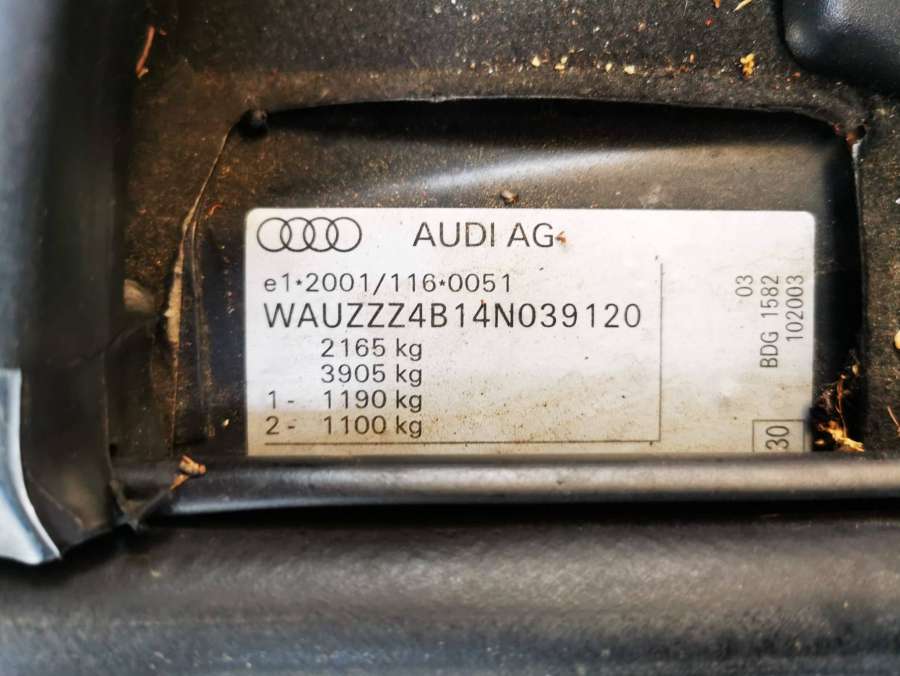 AUDI AG
e1*2001/116*0051
WAUZZZ4B14N039120
2165 kg
3905 kg
1 - 1190 kg
2 - 1100 kg
03
BDG 1582
102003
30